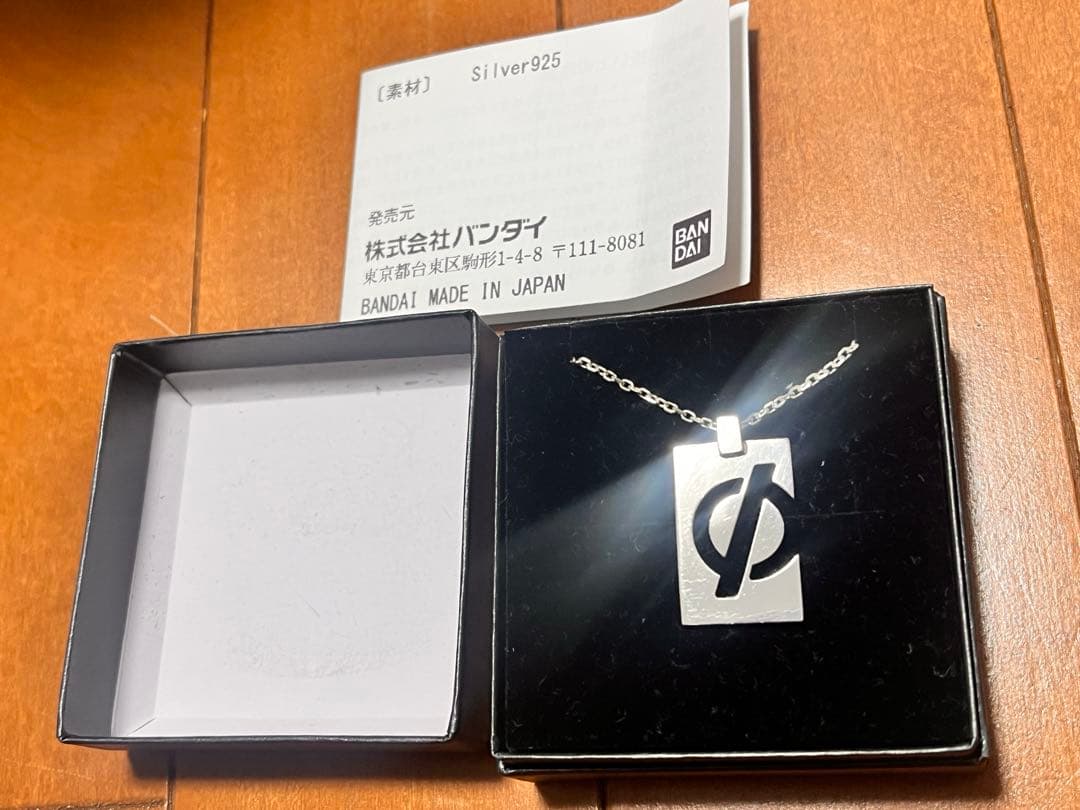 〔素材〕 Silver925
発売元
株式会社バンダイ
東京都台東区駒形1-4-8 〒111-8081
BANDAI MADE IN JAPAN
BAN
DAI